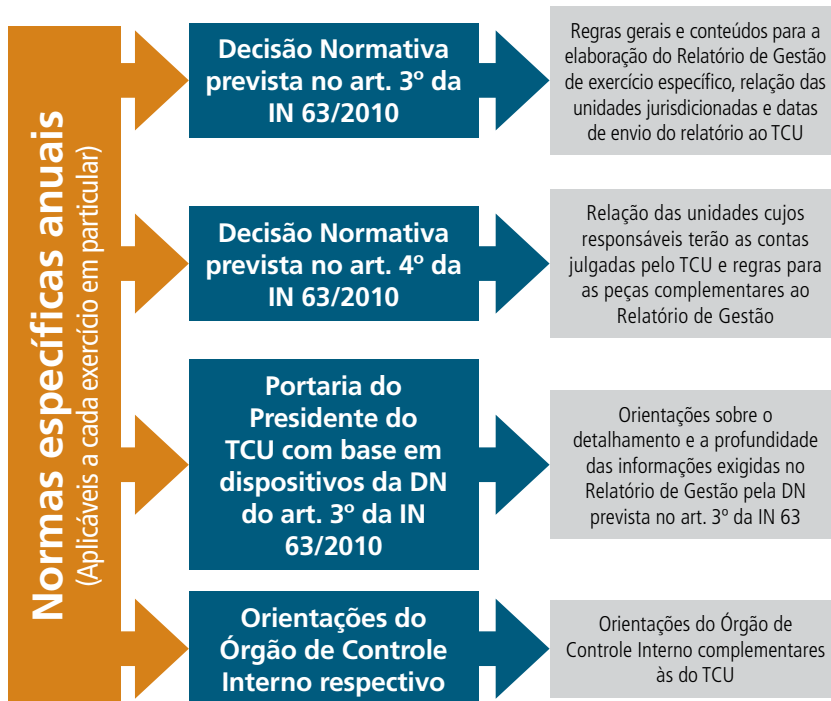 Normas específicas anuais
(Aplicáveis a cada exercício em particular)
Decisão Normativa
prevista no art. 3º da
IN 63/2010
Regras gerais e conteúdos para a
elaboração do Relatório de Gestão
de exercício específico, relação das
unidades jurisdicionadas e datas
de envio do relatório ao TCU
Decisão Normativa
prevista no art. 4º da
IN 63/2010
Relação das unidades cujos
responsáveis terão as contas
julgadas pelo TCU e regras para
as peças complementares ao
Relatório de Gestão
Portaria do
Presidente do
TCU com base em
dispositivos da DN
do art. 3º da IN
63/2010
Orientações sobre o
detalhamento e a profundidade
das informações exigidas no
Relatório de Gestão pela DN
prevista no art. 3º da IN 63
Orientações do
Órgão de Controle
Interno respectivo
Orientações do Órgão de
Controle Interno complementares
às do TCU